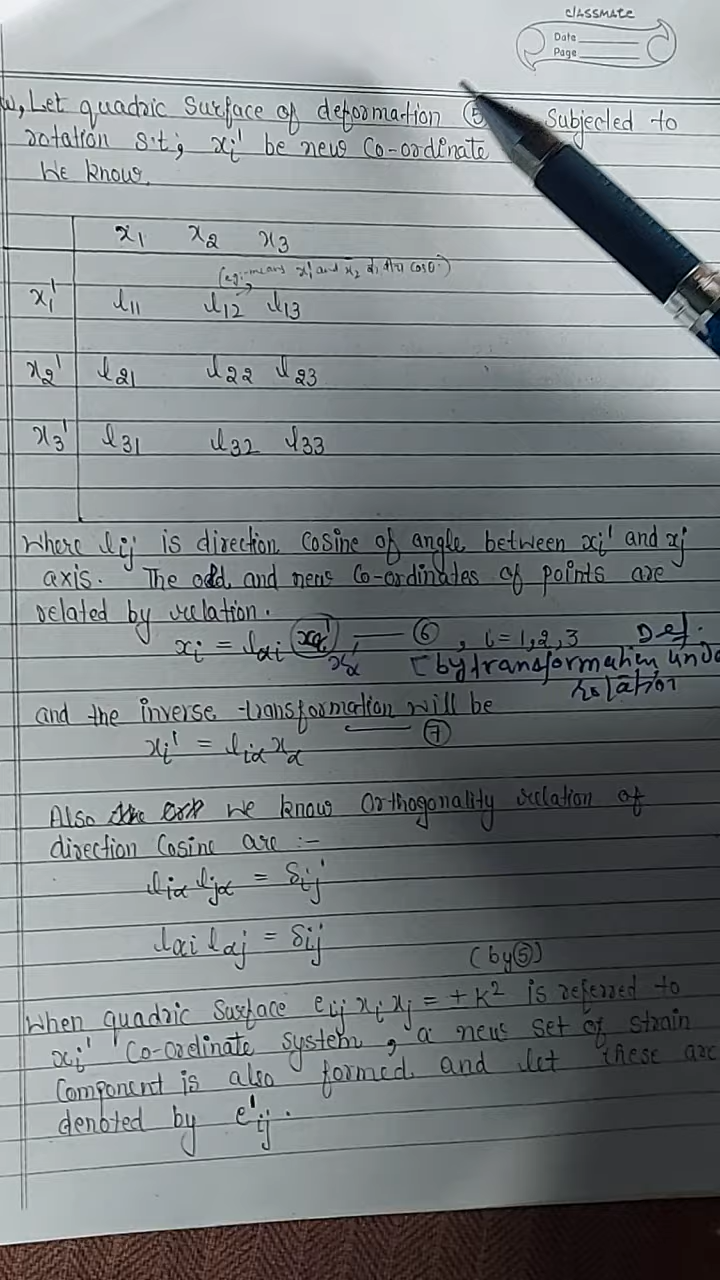 classmate
Date
Page
w, Let quadric surface of deformation (5) Subjected to
rotation s.t; xi' be new Co-ordinate
We know,
x1 x2 x3
x1' l11 l12 l13
x2' l21 l22 l23
x3' l31 l32 l33
where lij is direction cosine of angle between xi' and xj
axis. The old and new Co-ordinates of points are
related by relation.
xi = lαi xα', — (6), i = 1,2,3 Def.
xα' [by transformation und
rotation
and the inverse transformation will be
xi' = liα xα — (7)
Also we know orthogonality relation of
direction Cosine are :-
liα ljα = δij
lαi lαj = δij
(by (5))
When quadric Surface eij xi xj = ± K² is referred to
xi' Co-ordinate system, a new set of strain
Component is also formed and let these are
denoted by e'ij.